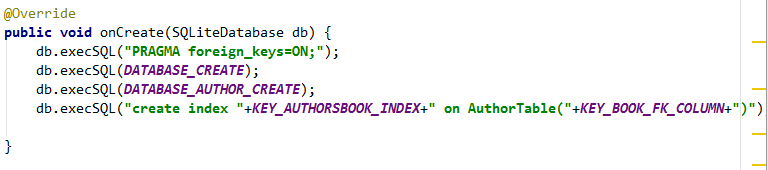 @Override
public void onCreate(SQLiteDatabase db) {
db.execSQL("PRAGMA foreign_keys=ON;");
db.execSQL(DATABASE_CREATE);
db.execSQL(DATABASE_AUTHOR_CREATE);
db.execSQL("create index "+KEY_AUTHORSBOOK_INDEX+" on AuthorTable("+KEY_BOOK_FK_COLUMN+")")
}